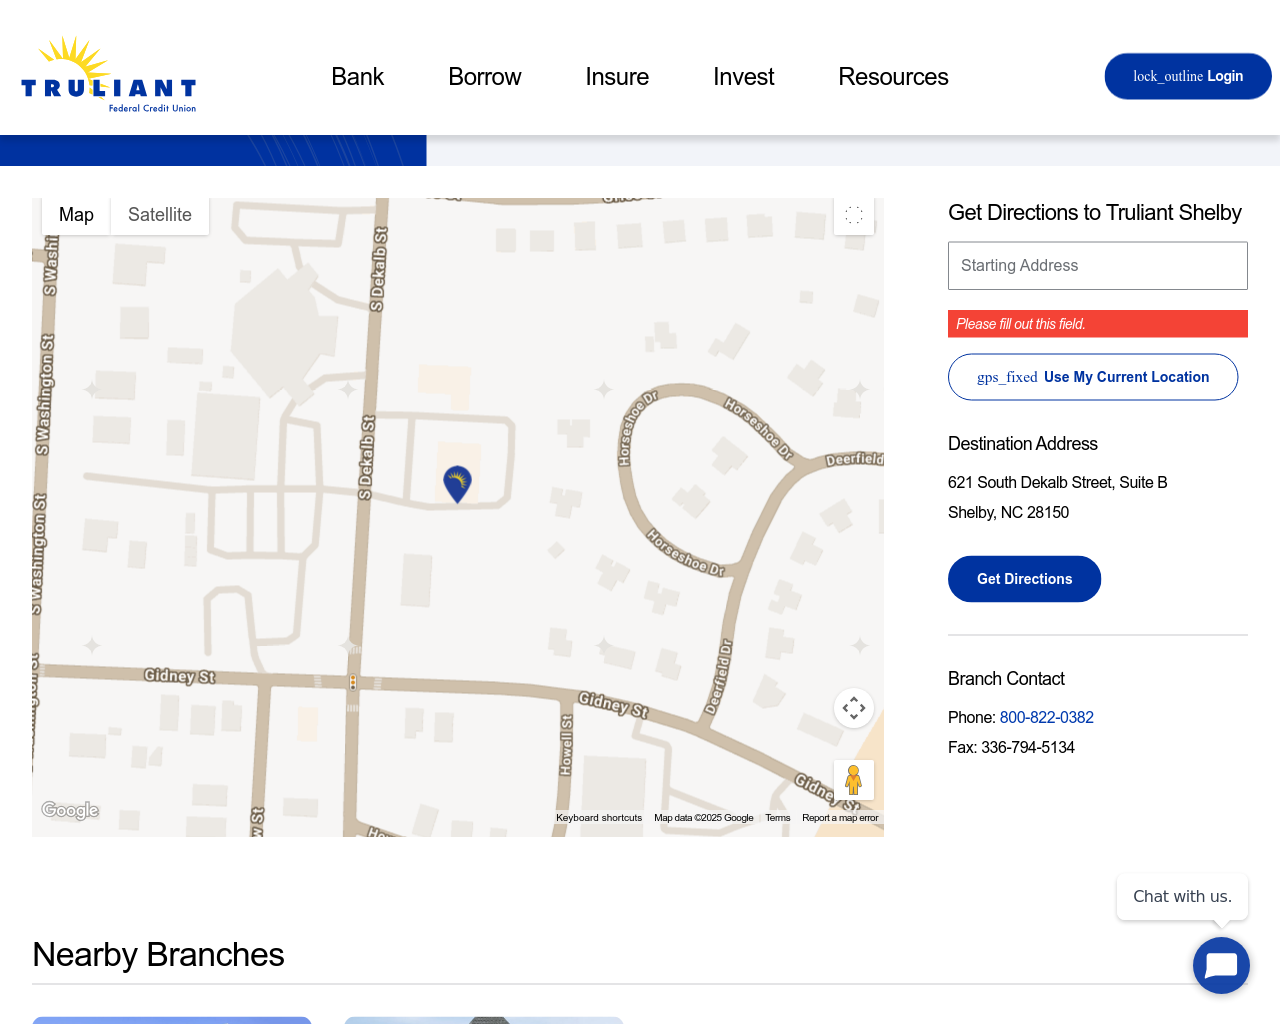 TRULIANT
Federal Credit Union
Bank
Borrow
Insure
Invest
Resources
lock_outline Login
Map
Satellite
S Dekalb St
S Washington St
S Dekalb St
S Washington St
Horseshoe Dr
Horseshoe Dr
Deerfield
S Washington St
Horseshoe Dr
Deerfield Dr
Gidney St
Gidney St
Howell St
Gidney St
Google
Keyboard shortcuts
Map data ©2025 Google
Terms
Report a map error
Get Directions to Truliant Shelby
Starting Address
Please fill out this field.
gps_fixed Use My Current Location
Destination Address
621 South Dekalb Street, Suite B
Shelby, NC 28150
Get Directions
Branch Contact
Phone: 800-822-0382
Fax: 336-794-5134
Chat with us.
Nearby Branches